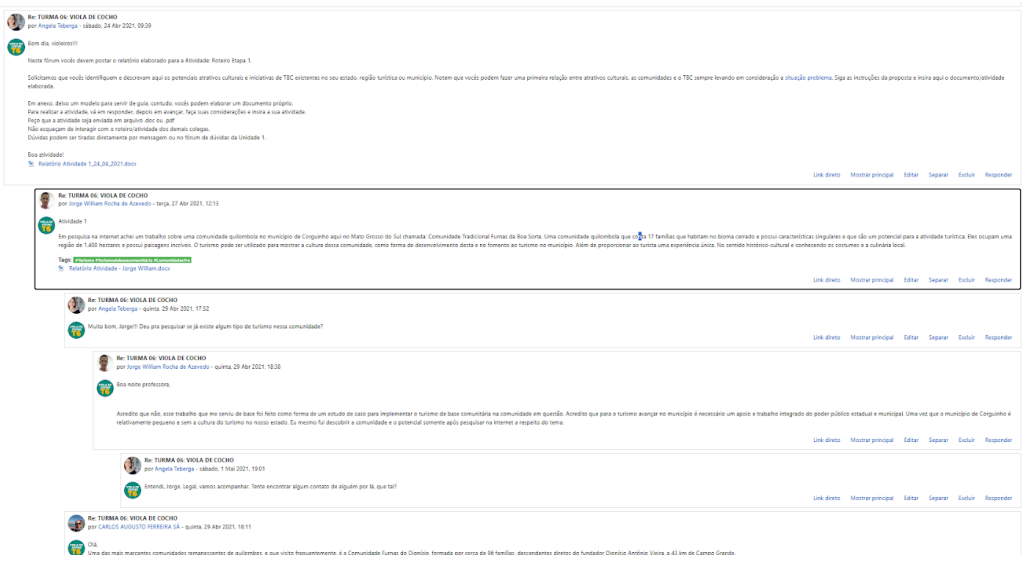 Re: TURMA 06: VIOLA DE COCHO
por Angela Teberga - sábado, 24 Abr 2021, 09:39
Bom dia, violeiros!!!
Neste fórum vocês devem postar o relatório elaborado para a Atividade: Roteiro Etapa 1.
Solicitamos que vocês identifiquem e descrevam aqui os potenciais atrativos culturais e iniciativas de TBC existentes no seu estado, região turística ou município. Notem que vocês podem fazer uma primeira relação entre atrativos culturais, as comunidades e o TBC sempre levando em consideração a situação problema. Siga as instruções da proposta e insira aqui o documento/atividade
elaborada.
Em anexo, deixo um modelo para servir de guia, contudo, vocês podem elaborar um documento próprio.
Para realizar a atividade, vá em responder, depois em avançar, faça suas considerações e insira a sua atividade.
Peço que a atividade seja enviada em arquivo .doc ou .pdf
Não esqueçam de interagir com o roteiro/atividade dos demais colegas.
Dúvidas podem ser tiradas diretamente por mensagem ou no fórum de dúvidas da Unidade 1.
Boa atividade!
Relatório Atividade 1_24_04_2021.docx
Link direto Mostrar principal Editar Separar Excluir Responder
Re: TURMA 06: VIOLA DE COCHO
por Jorge William Rocha de Azevedo - terça, 27 Abr 2021, 12:13
Atividade 1
Em pesquisa na internet achei um trabalho sobre uma comunidade quilombola no município de Corguinho aqui no Mato Grosso do Sul chamada: Comunidade Tradicional Furnas da Boa Sorte. Uma comunidade quilombola que conta 17 famílias que habitam no bioma cerrado e possui características singulares e que são um potencial para a atividade turística. Eles ocupam uma
região de 1.400 hectares e possui paisagens incríveis. O turismo pode ser utilizado para mostrar a cultura dessa comunidade, como forma de desenvolvimento desta e no fomento ao turismo no município. Além de proporcionar ao turista uma experiência única. No sentido histórico-cultural e conhecendo os costumes e a culinária local.
Tags: #Turismo #Turismodebasecomunitária
Relatório Atividade - Jorge William.docx
Link direto Mostrar principal Editar Separar Excluir Responder
Re: TURMA 06: VIOLA DE COCHO
por Angela Teberga - quinta, 29 Abr 2021, 17:52
Muito bom, Jorge!!! Deu pra pesquisar se já existe algum tipo de turismo nessa comunidade?
Link direto Mostrar principal Editar Separar Excluir Responder
Re: TURMA 06: VIOLA DE COCHO
por Jorge William Rocha de Azevedo - quinta, 29 Abr 2021, 18:38
Boa noite professora,
Acredito que não, esse trabalho que me serviu de base foi feito como forma de um estudo de caso para implementar o turismo de base comunitária na comunidade em questão. Acredito que para o turismo avançar no município é necessário um apoio e trabalho integrado do poder público estadual e municipal. Uma vez que o município de Corguinho é
relativamente pequeno e sem a cultura do turismo no nosso estado. Eu mesmo fui descobrir a comunidade e o potencial somente após pesquisar na internet a respeito do tema.
Link direto Mostrar principal Editar Separar Excluir Responder
Re: TURMA 06: VIOLA DE COCHO
por Angela Teberga - sábado, 1 Mai 2021, 19:01
Entendi, Jorge. Legal, vamos acompanhar. Tente encontrar algum contato de alguém por lá, que tal?
Link direto Mostrar principal Editar Separar Excluir Responder
Re: TURMA 06: VIOLA DE COCHO
por CARLOS AUGUSTO FERREIRA SÁ - quinta, 29 Abr 2021, 18:11
Olá,
Uma das mais marcantes comunidades remanescentes de quilombos, e que visito frequentemente, é a Comunidade Furnas do Dionísio, formada por cerca de 96 famílias, descendentes diretos do fundador Dionísio Antônio Vieira, a 43 km de Campo Grande.